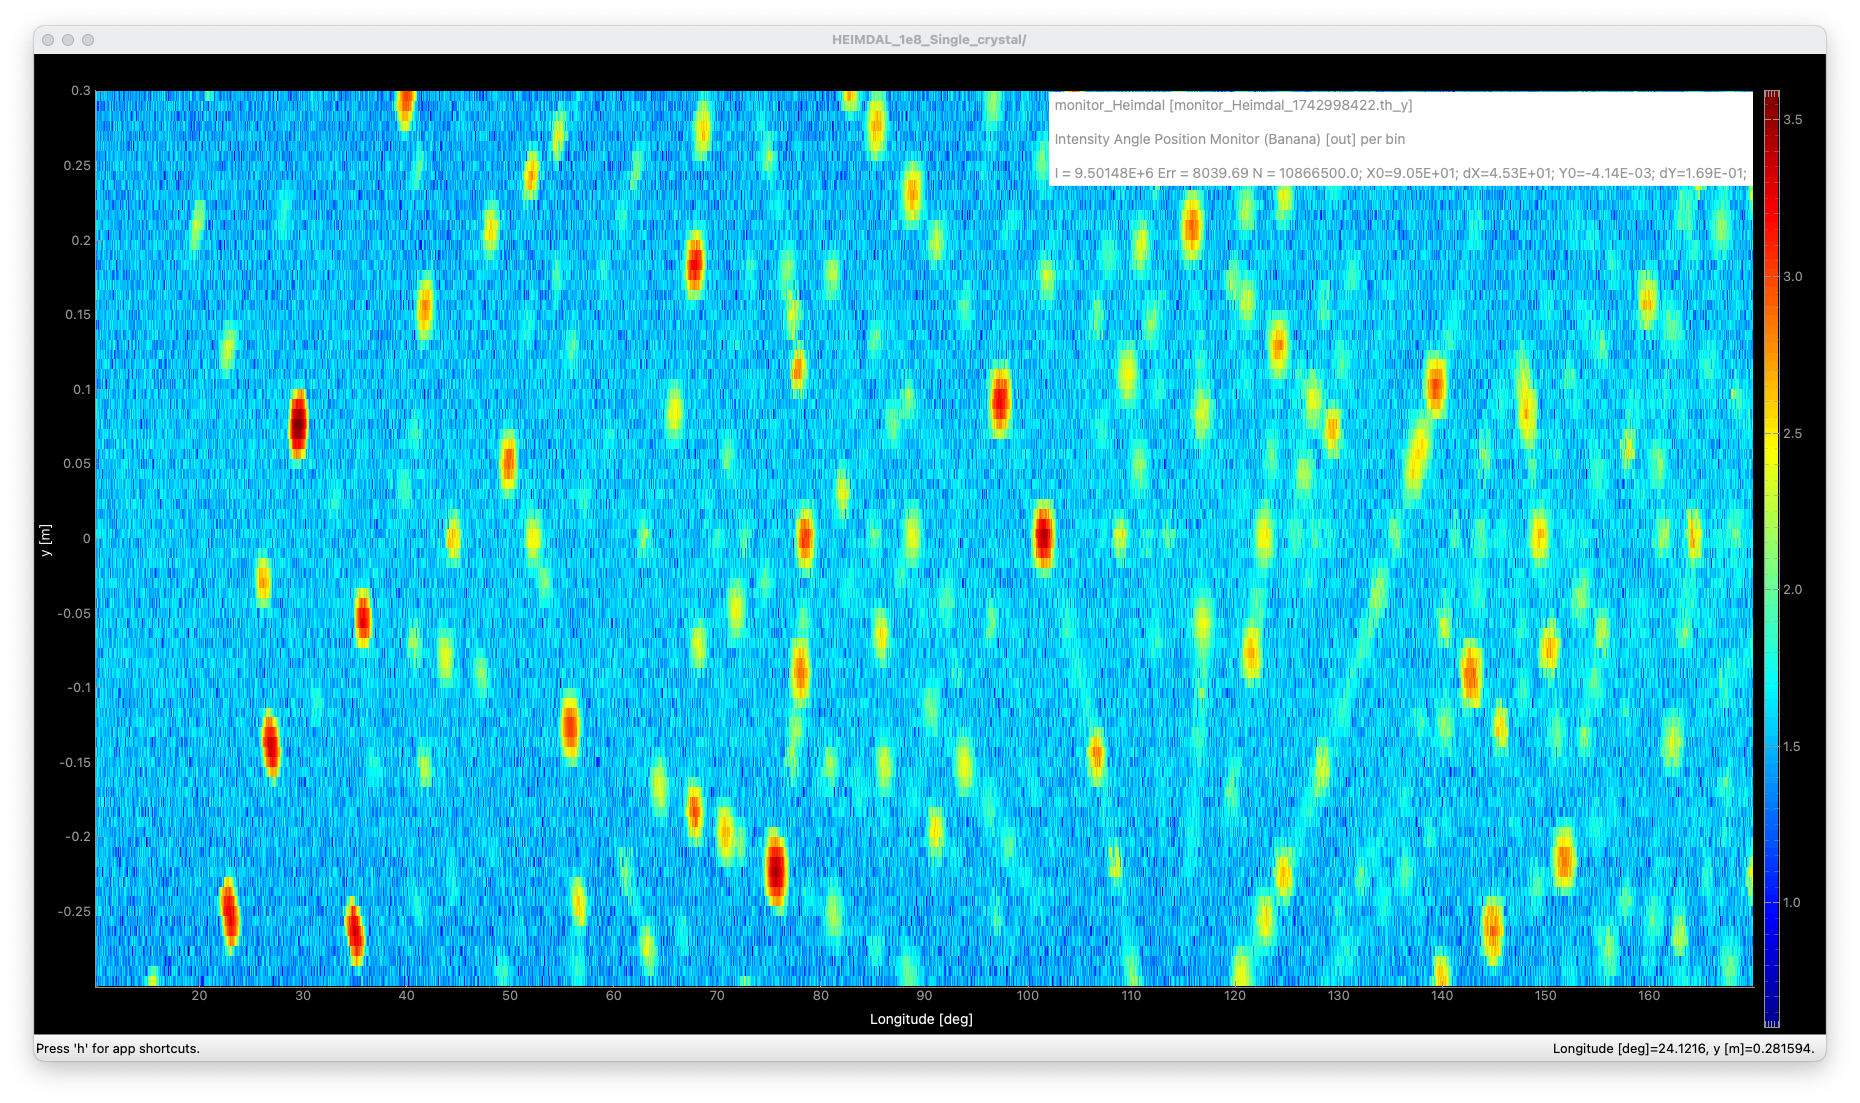 HEIMDAL_1e8_Single_crystal/
monitor_Heimdal [monitor_Heimdal_1742998422.th_y]
Intensity Angle Position Monitor (Banana) [out] per bin
I = 9.50148E+6 Err = 8039.69 N = 10866500.0; X0=9.05E+01; dX=4.53E+01; Y0=-4.14E-03; dY=1.69E-01;
0.3
0.25
0.2
0.15
0.1
0.05
0
-0.05
-0.1
-0.15
-0.2
-0.25
y [m]
3.5
3.0
2.5
2.0
1.5
1.0
20 30 40 50 60 70 80 90 100 110 120 130 140 150 160
Longitude [deg]
Press 'h' for app shortcuts.
Longitude [deg]=24.1216, y [m]=0.281594.